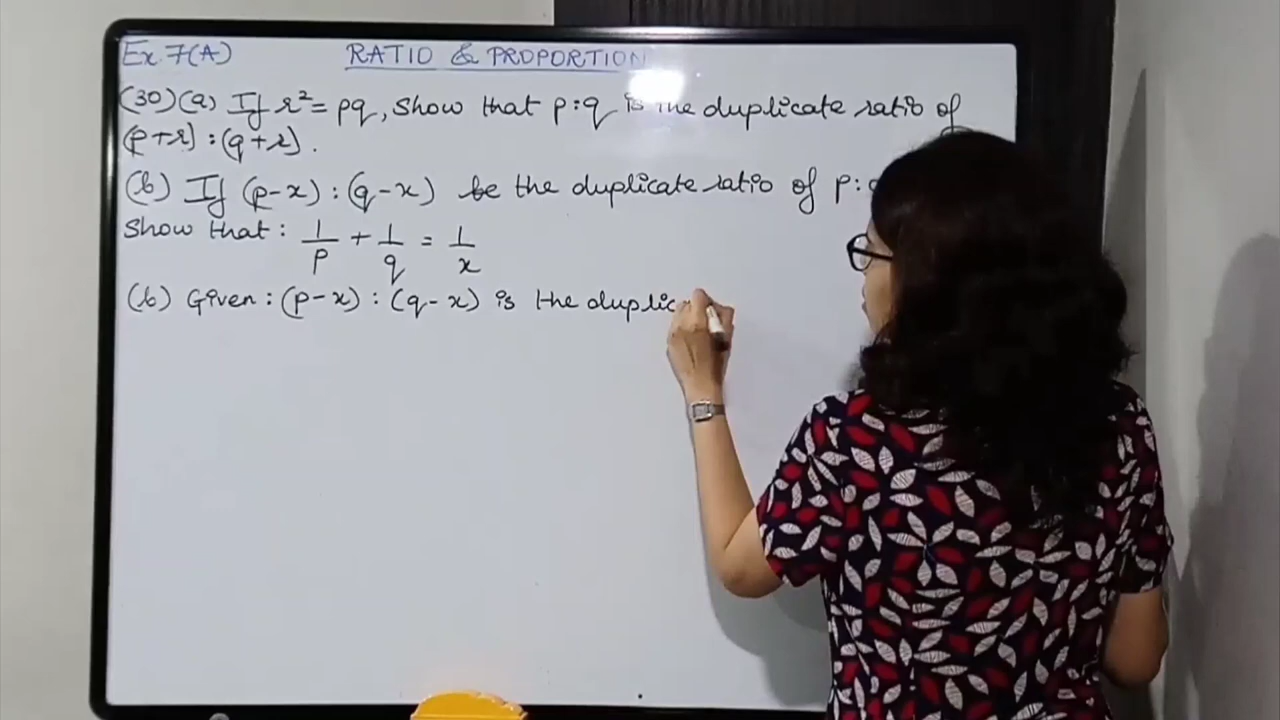 Ex. 7(A) RATIO & PROPORTION
(30)(a) If r² = pq, Show that p:q is the duplicate ratio of
(p+r) : (q+r).
(b) If (p-x) : (q-x) be the duplicate ratio of p:
Show that : 1/p + 1/q = 1/x
(b) Given : (p-x) : (q-x) is the duplic